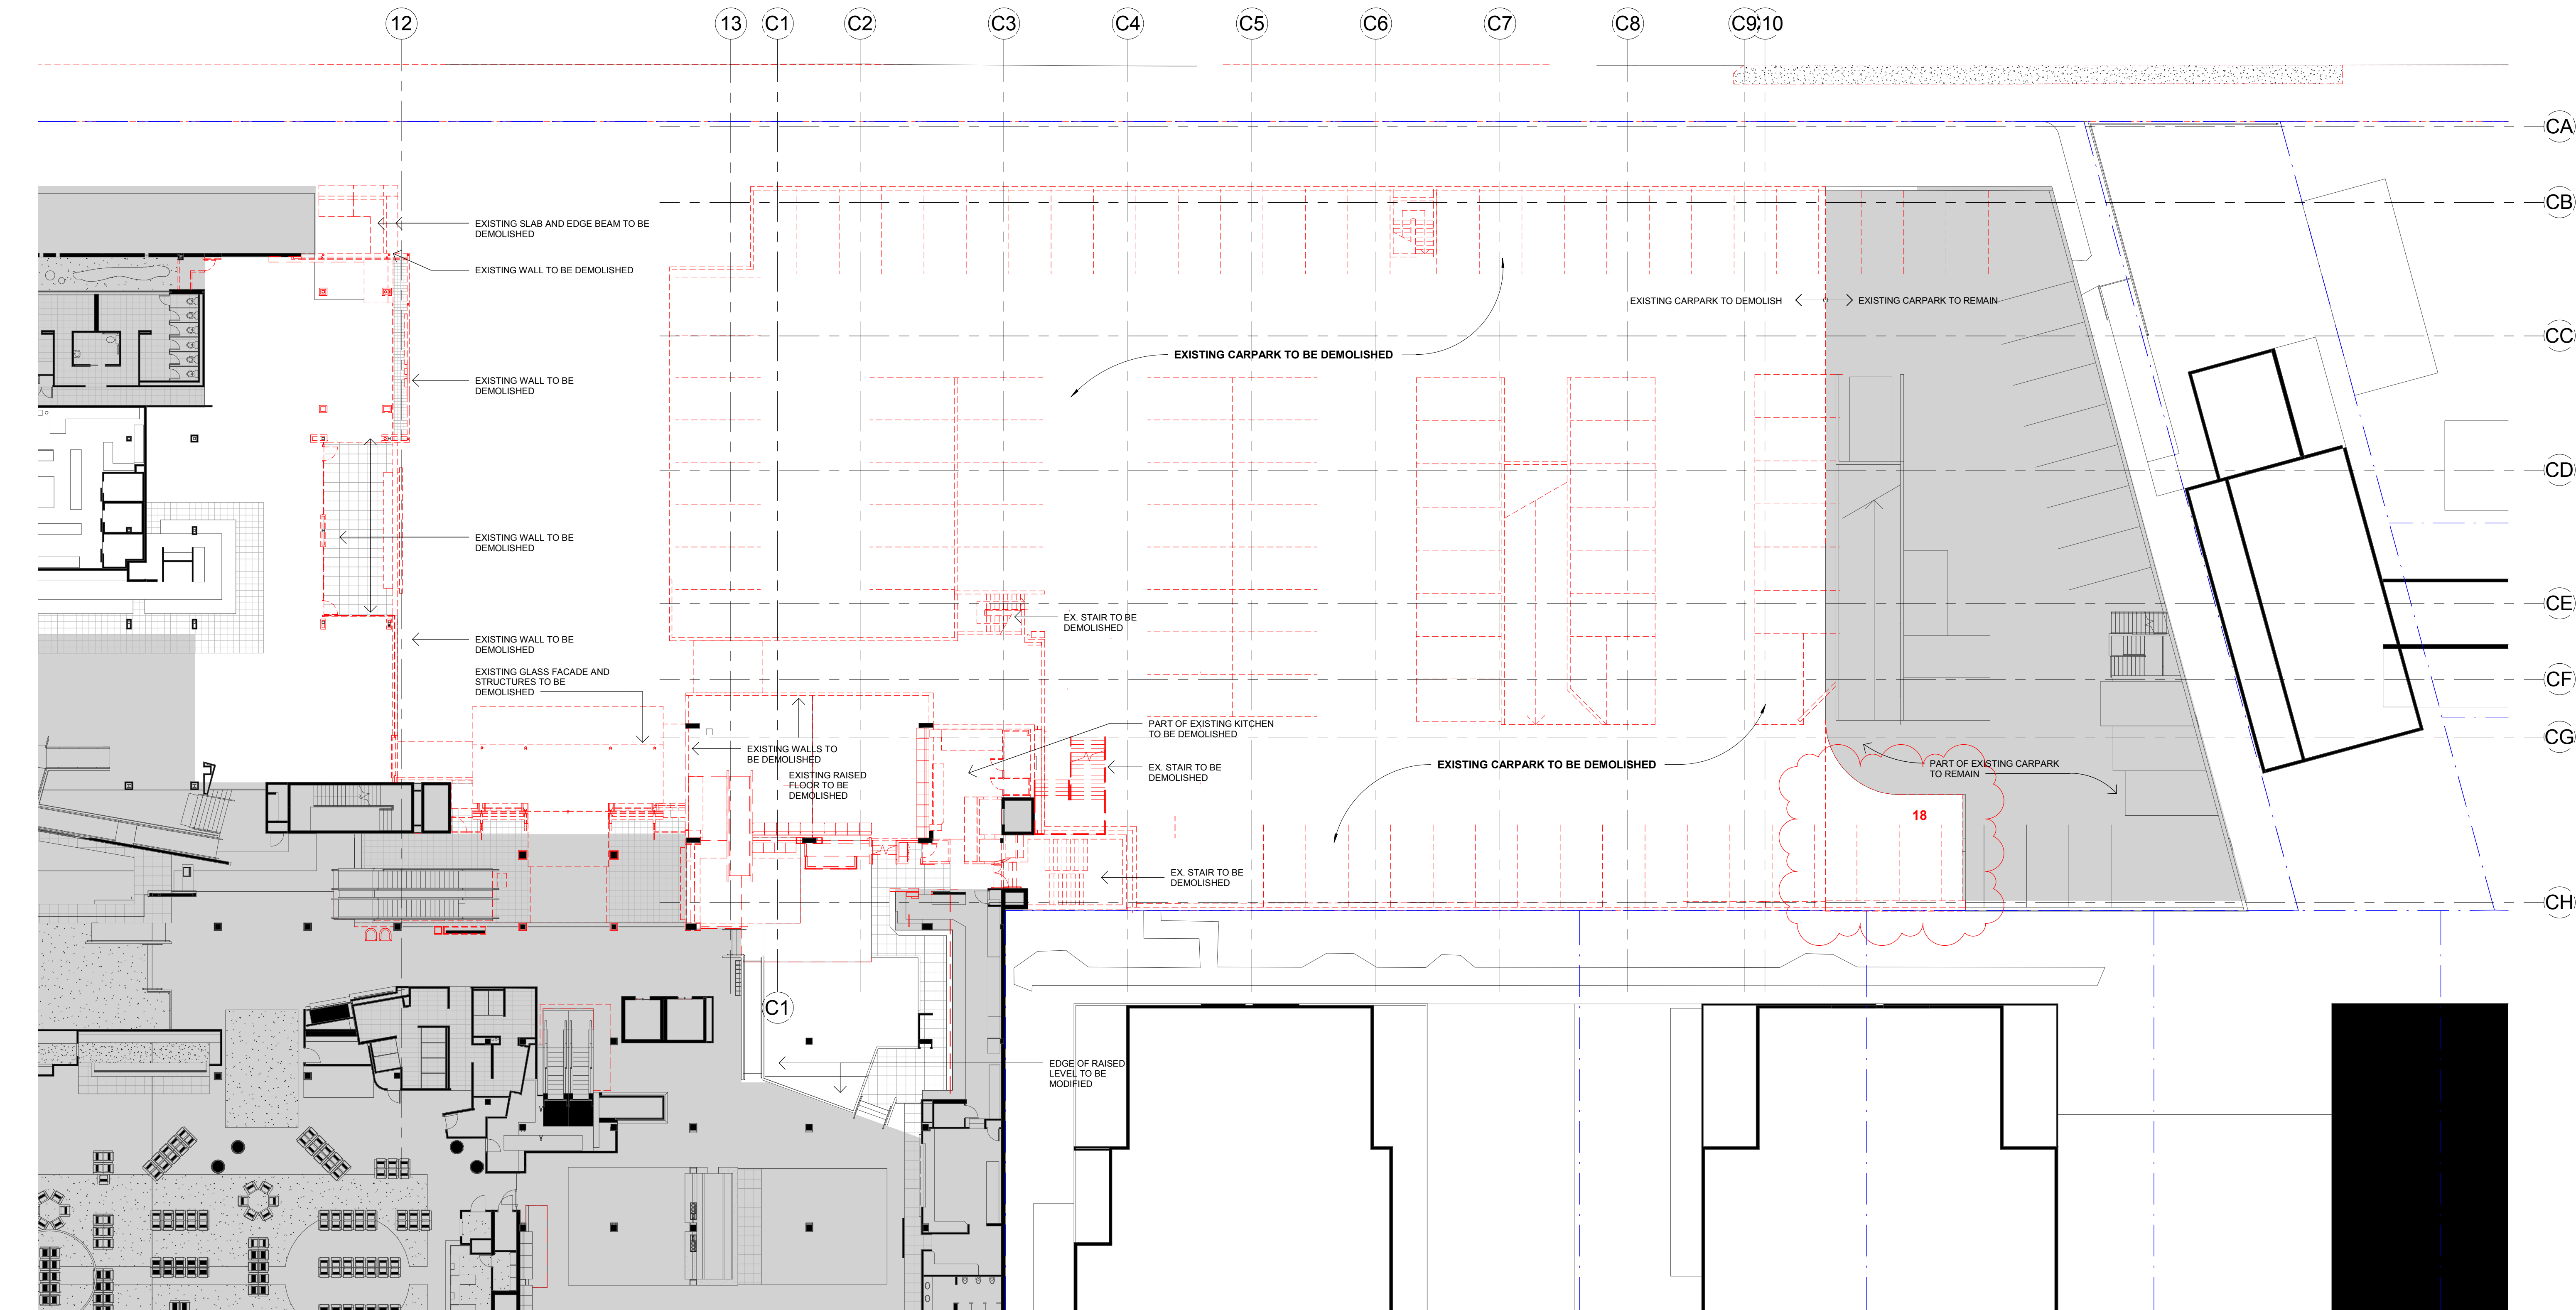 12
13
C1
C2
C3
C4
C5
C6
C7
C8
C9
10
CA
CB
EXISTING SLAB AND EDGE BEAM TO BE
DEMOLISHED
EXISTING WALL TO BE DEMOLISHED
EXISTING CARPARK TO DEMOLISH
EXISTING CARPARK TO REMAIN
CC
EXISTING CARPARK TO BE DEMOLISHED
EXISTING WALL TO BE
DEMOLISHED
CD
EXISTING WALL TO BE
DEMOLISHED
CE
EX. STAIR TO BE
DEMOLISHED
EXISTING WALL TO BE
DEMOLISHED
EXISTING GLASS FACADE AND
STRUCTURES TO BE
DEMOLISHED
CF
PART OF EXISTING KITCHEN
TO BE DEMOLISHED
CG
EXISTING WALLS TO
BE DEMOLISHED
EXISTING RAISED
FLOOR TO BE
DEMOLISHED
EX. STAIR TO BE
DEMOLISHED
EXISTING CARPARK TO BE DEMOLISHED
PART OF EXISTING CARPARK
TO REMAIN
18
EX. STAIR TO BE
DEMOLISHED
CH
C1
EDGE OF RAISED
LEVEL TO BE
MODIFIED